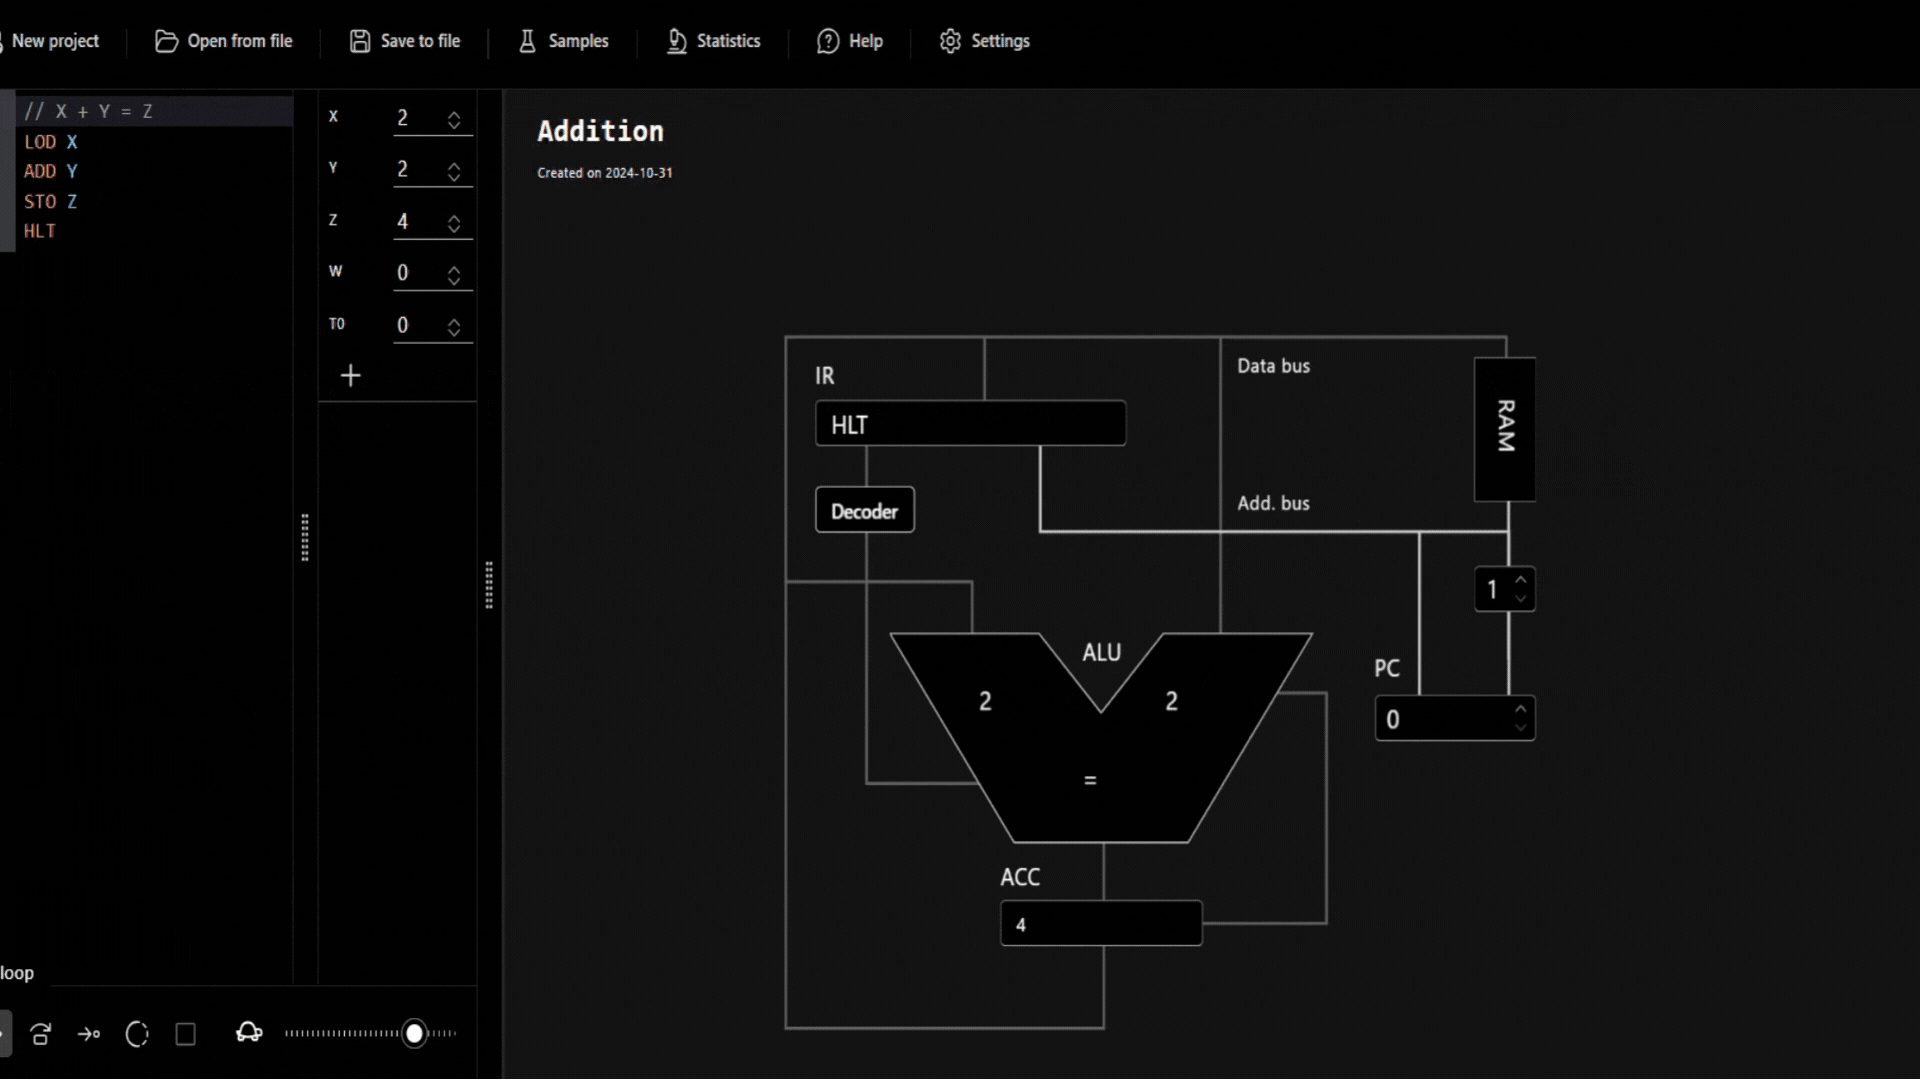 New project Open from file Save to file Samples Statistics Help Settings
// X + Y = Z
LOD X
ADD Y
STO Z
HLT
X 2
Y 2
Z 4
W 0
T0 0
Addition
Created on 2024-10-31
Data bus
IR
HLT
RAM
Decoder
Add. bus
1
ALU
2 2
=
PC
0
ACC
4
loop